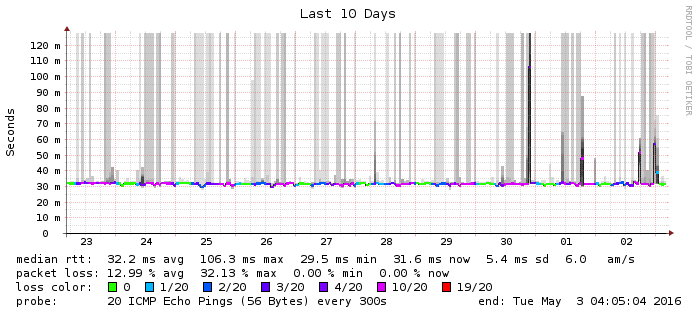 Last 10 Days
RRDTOOL / TOBI OETIKER
Seconds
120 m
110 m
100 m
90 m
80 m
70 m
60 m
50 m
40 m
30 m
20 m
10 m
0
23 24 25 26 27 28 29 30 01 02
median rtt: 32.2 ms avg 106.3 ms max 29.5 ms min 31.6 ms now 5.4 ms sd 6.0 am/s
packet loss: 12.99 % avg 32.13 % max 0.00 % min 0.00 % now
loss color: 0 1/20 2/20 3/20 4/20 10/20 19/20
probe: 20 ICMP Echo Pings (56 Bytes) every 300s end: Tue May 3 04:05:04 2016